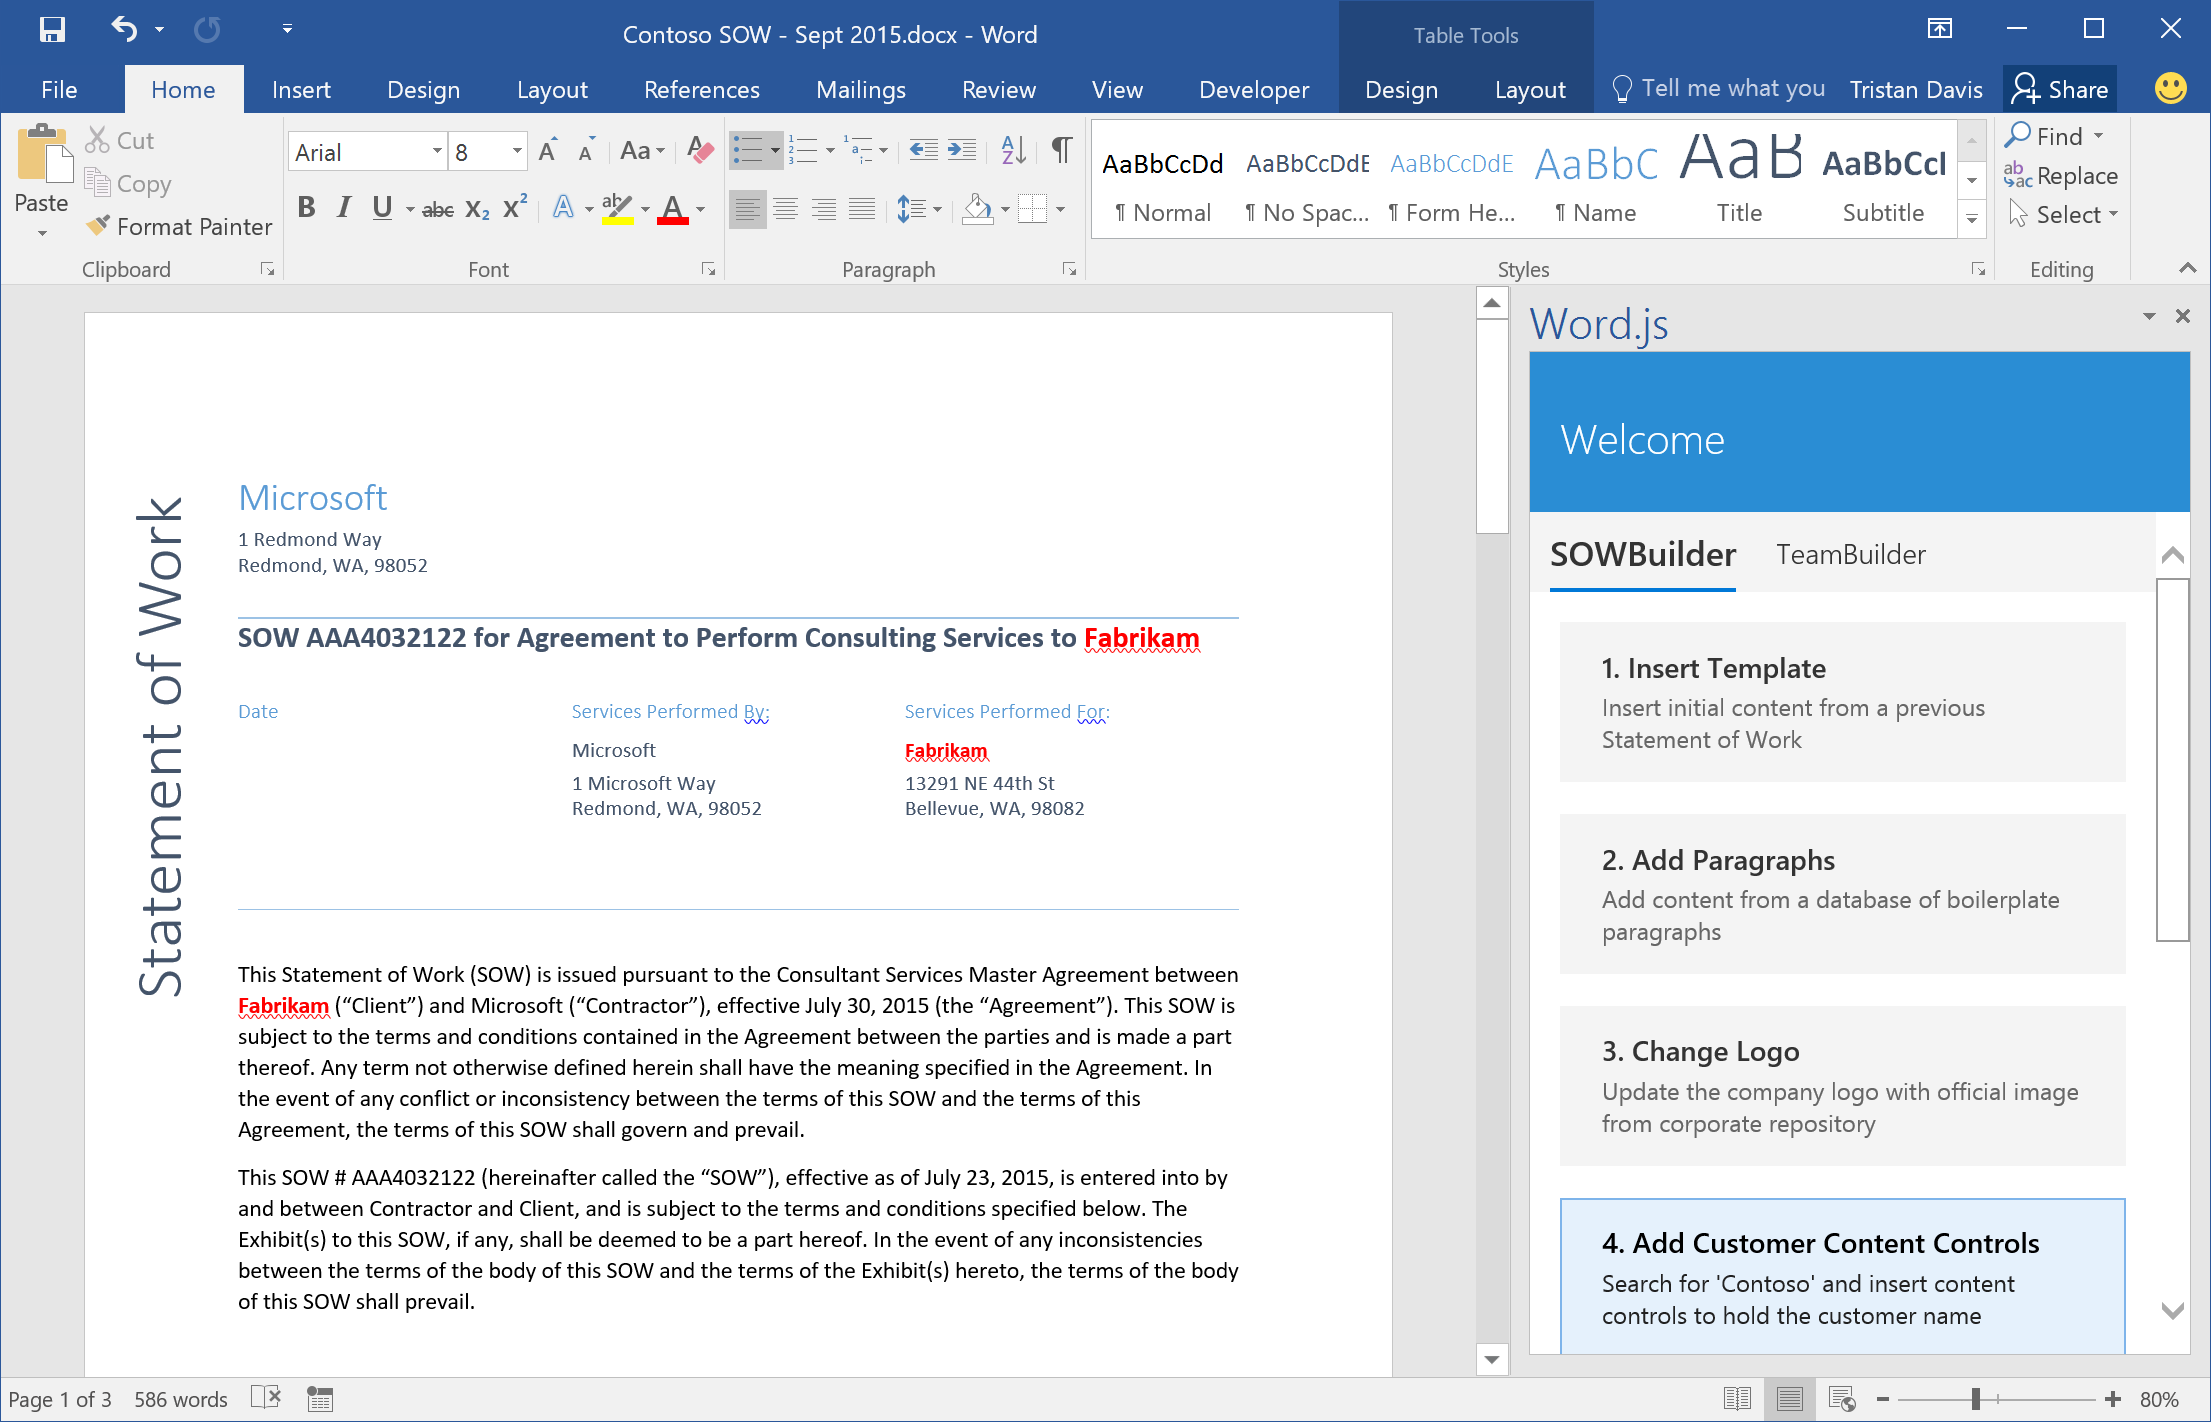 Contoso SOW - Sept 2015.docx - Word
Table Tools
File Home Insert Design Layout References Mailings Review View Developer Design Layout Tell me what you Tristan Davis Share
Paste
Cut
Copy
Format Painter
Clipboard
Arial 8
Aa
B I U abc X₂ X²
A
Font
Paragraph
AaBbCcDd AaBbCcDdE AaBbCcDdE AaBbC AaB AaBbCcI
¶ Normal ¶ No Spac... ¶ Form He... ¶ Name Title Subtitle
Styles
Find
Replace
Select
Editing
Statement of Work
Microsoft
1 Redmond Way
Redmond, WA, 98052
SOW AAA4032122 for Agreement to Perform Consulting Services to Fabrikam
Date Services Performed By: Services Performed For:
Microsoft Fabrikam
1 Microsoft Way 13291 NE 44th St
Redmond, WA, 98052 Bellevue, WA, 98082
This Statement of Work (SOW) is issued pursuant to the Consultant Services Master Agreement between
Fabrikam (“Client”) and Microsoft (“Contractor”), effective July 30, 2015 (the “Agreement”). This SOW is
subject to the terms and conditions contained in the Agreement between the parties and is made a part
thereof. Any term not otherwise defined herein shall have the meaning specified in the Agreement. In
the event of any conflict or inconsistency between the terms of this SOW and the terms of this
Agreement, the terms of this SOW shall govern and prevail.
This SOW # AAA4032122 (hereinafter called the “SOW”), effective as of July 23, 2015, is entered into by
and between Contractor and Client, and is subject to the terms and conditions specified below. The
Exhibit(s) to this SOW, if any, shall be deemed to be a part hereof. In the event of any inconsistencies
between the terms of the body of this SOW and the terms of the Exhibit(s) hereto, the terms of the body
of this SOW shall prevail.
Word.js
Welcome
SOWBuilder TeamBuilder
1. Insert Template
Insert initial content from a previous
Statement of Work
2. Add Paragraphs
Add content from a database of boilerplate
paragraphs
3. Change Logo
Update the company logo with official image
from corporate repository
4. Add Customer Content Controls
Search for 'Contoso' and insert content
controls to hold the customer name
Page 1 of 3 586 words 80%